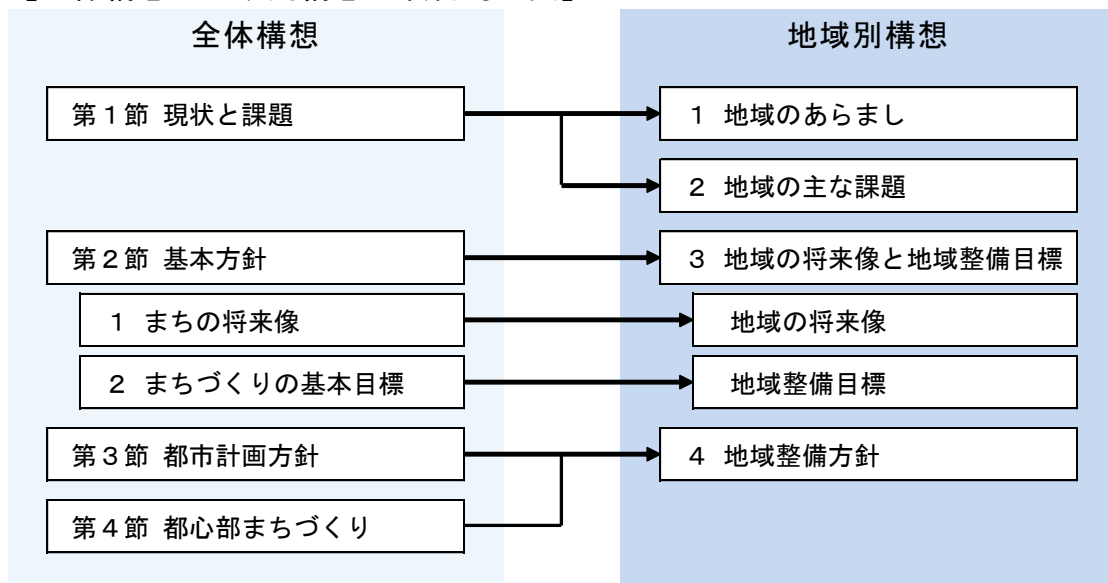 全体構想
地域別構想
第1節 現状と課題
1 地域のあらまし
2 地域の主な課題
第2節 基本方針
3 地域の将来像と地域整備目標
1 まちの将来像
地域の将来像
2 まちづくりの基本目標
地域整備目標
第3節 都市計画方針
4 地域整備方針
第4節 都心部まちづくり